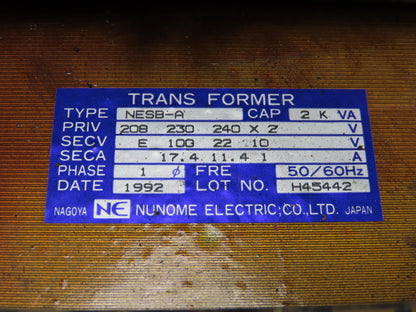 TRANS FORMER
TYPE NESB-A CAP 2 K VA
PRIV 208 230 240 X 2 V
SECV E 100 22 10 V
SECA 17.4 11.4 1 A
PHASE 1 ø FRE 50/60Hz
DATE 1992 LOT NO. H45442
NAGOYA NE NUNOME ELECTRIC;CO.,LTD. JAPAN